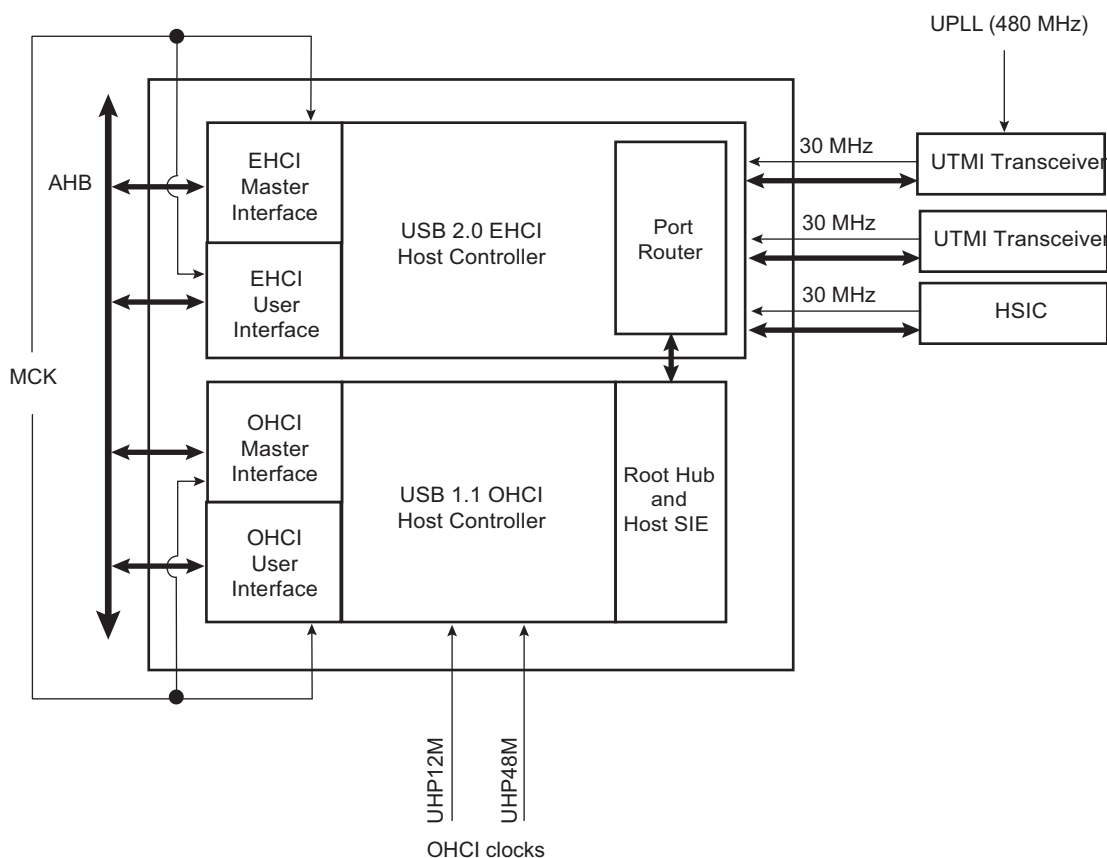 UPLL (480 MHz)
AHB
EHCI
Master
Interface
EHCI
User
Interface
USB 2.0 EHCI
Host Controller
Port
Router
30 MHz
UTMI Transceiver
30 MHz
UTMI Transceiver
30 MHz
HSIC
MCK
OHCI
Master
Interface
OHCI
User
Interface
USB 1.1 OHCI
Host Controller
Root Hub
and
Host SIE
UHP12M
UHP48M
OHCI clocks